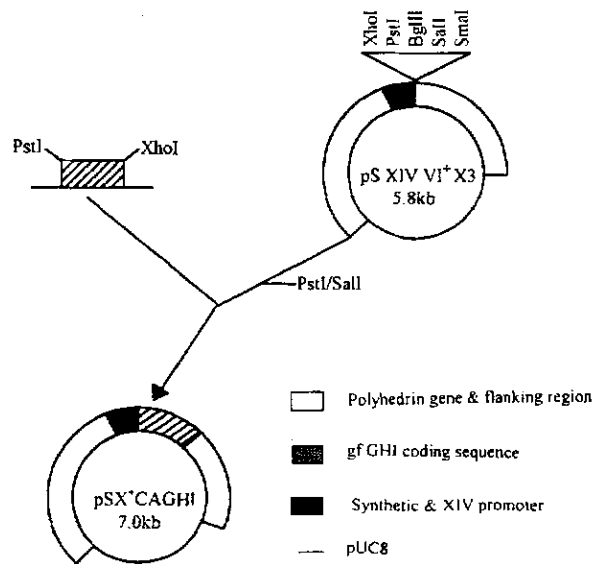 XhoI
PstI
BglII
SalI
SmaI
PstI
XhoI
pS XIV VI+ X3
5.8kb
PstI/SalI
pSX+CAGHI
7.0kb
Polyhedrin gene & flanking region
gf GHI coding sequence
Synthetic & XIV promoter
pUC8